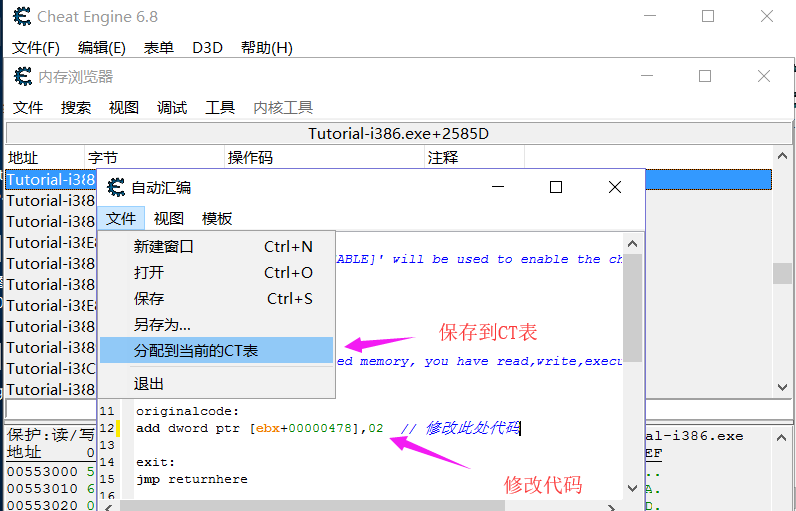 Cheat Engine 6.8
文件(F) 编辑(E) 表单 D3D 帮助(H)
内存浏览器
文件 搜索 视图 调试 工具 内核工具
Tutorial-i386.exe+2585D
地址 字节 操作码 注释
Tutorial-i38
Tutorial-i38
Tutorial-i38
Tutorial-i3E8
Tutorial-i38
Tutorial-i38
Tutorial-i3E8
Tutorial-i38
Tutorial-i38
Tutorial-i3C
Tutorial-i38
自动汇编
文件 视图 模板
新建窗口 Ctrl+N
打开 Ctrl+O
保存 Ctrl+S
另存为...
分配到当前的CT表
退出
ABLE]' will be used to enable the ch
保存到CT表
ed memory, you have read,write,execu
11 originalcode:
12 add dword ptr [ebx+00000478],02 // 修改此处代码
13
14 exit:
15 jmp returnhere
16
修改代码
保护:读/写
al-i386.exe
地址 0
EF
00553000 5
00553010 6
A.
00553020 0
D.